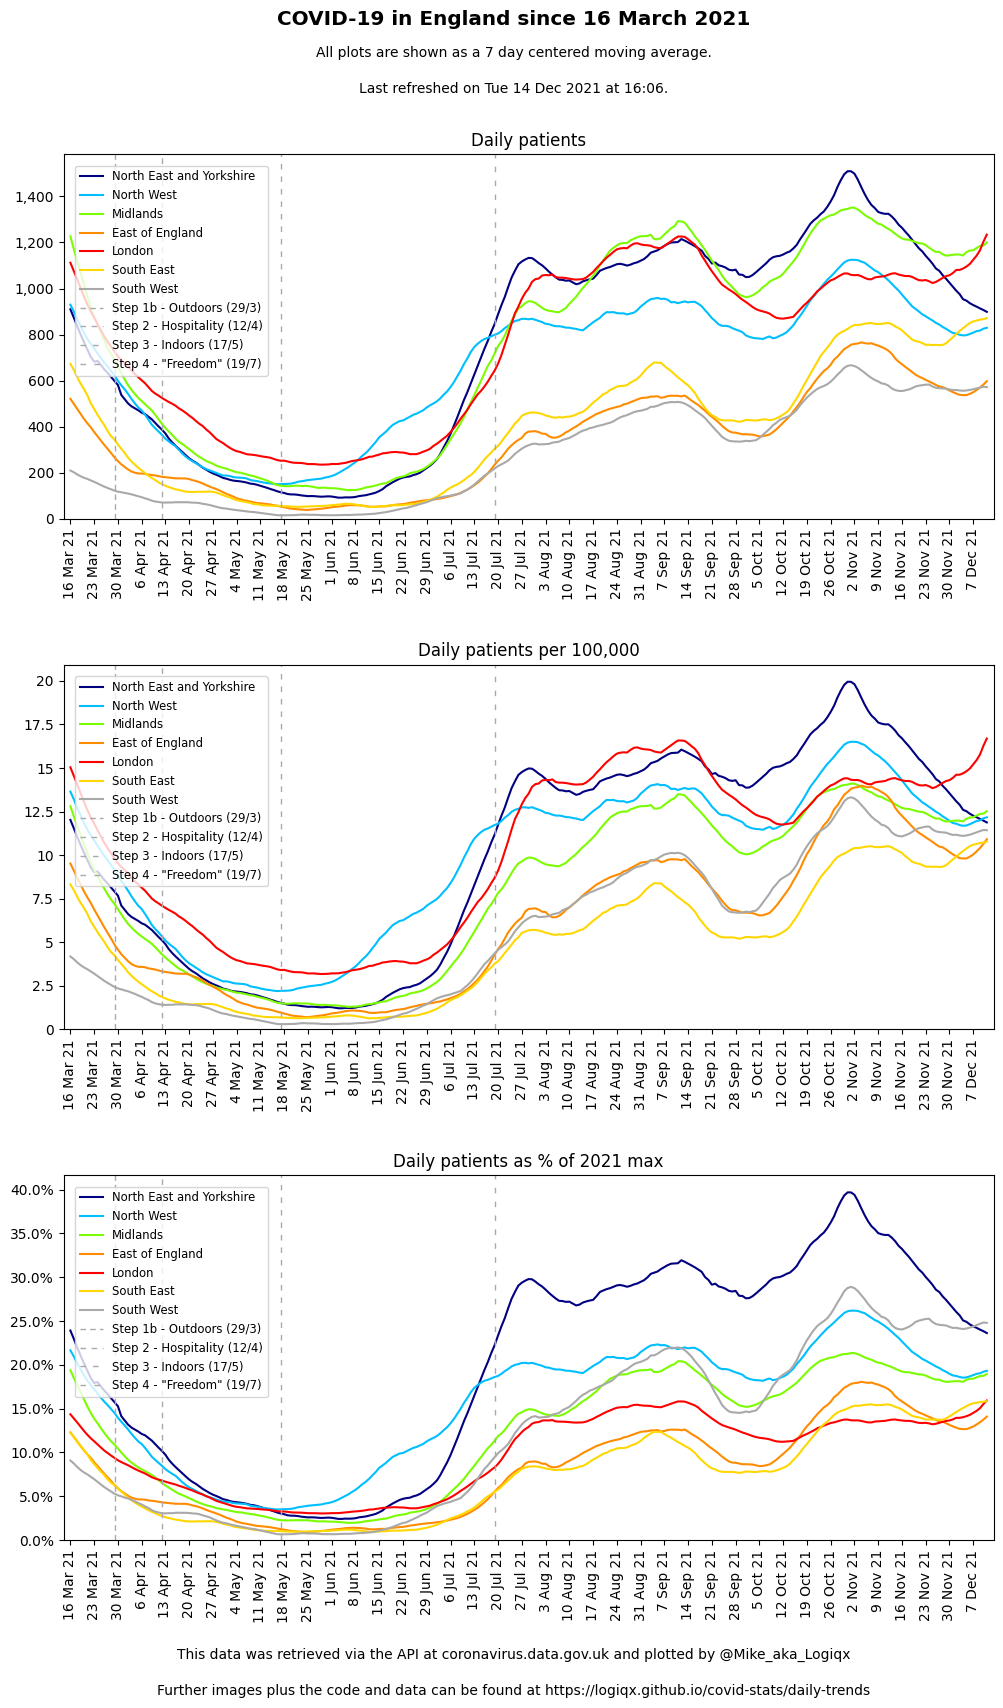 COVID-19 in England since 16 March 2021
All plots are shown as a 7 day centered moving average.
Last refreshed on Tue 14 Dec 2021 at 16:06.
Daily patients
1,400
1,200
1,000
800
600
400
200
0
North East and Yorkshire
North West
Midlands
East of England
London
South East
South West
Step 1b - Outdoors (29/3)
Step 2 - Hospitality (12/4)
Step 3 - Indoors (17/5)
Step 4 - "Freedom" (19/7)
16 Mar 21
23 Mar 21
30 Mar 21
6 Apr 21
13 Apr 21
20 Apr 21
27 Apr 21
4 May 21
11 May 21
18 May 21
25 May 21
1 Jun 21
8 Jun 21
15 Jun 21
22 Jun 21
29 Jun 21
6 Jul 21
13 Jul 21
20 Jul 21
27 Jul 21
3 Aug 21
10 Aug 21
17 Aug 21
24 Aug 21
31 Aug 21
7 Sep 21
14 Sep 21
21 Sep 21
28 Sep 21
5 Oct 21
12 Oct 21
19 Oct 21
26 Oct 21
2 Nov 21
9 Nov 21
16 Nov 21
23 Nov 21
30 Nov 21
7 Dec 21
Daily patients per 100,000
20
17.5
15
12.5
10
7.5
5
2.5
0
North East and Yorkshire
North West
Midlands
East of England
London
South East
South West
Step 1b - Outdoors (29/3)
Step 2 - Hospitality (12/4)
Step 3 - Indoors (17/5)
Step 4 - "Freedom" (19/7)
16 Mar 21
23 Mar 21
30 Mar 21
6 Apr 21
13 Apr 21
20 Apr 21
27 Apr 21
4 May 21
11 May 21
18 May 21
25 May 21
1 Jun 21
8 Jun 21
15 Jun 21
22 Jun 21
29 Jun 21
6 Jul 21
13 Jul 21
20 Jul 21
27 Jul 21
3 Aug 21
10 Aug 21
17 Aug 21
24 Aug 21
31 Aug 21
7 Sep 21
14 Sep 21
21 Sep 21
28 Sep 21
5 Oct 21
12 Oct 21
19 Oct 21
26 Oct 21
2 Nov 21
9 Nov 21
16 Nov 21
23 Nov 21
30 Nov 21
7 Dec 21
Daily patients as % of 2021 max
40.0%
35.0%
30.0%
25.0%
20.0%
15.0%
10.0%
5.0%
0.0%
North East and Yorkshire
North West
Midlands
East of England
London
South East
South West
Step 1b - Outdoors (29/3)
Step 2 - Hospitality (12/4)
Step 3 - Indoors (17/5)
Step 4 - "Freedom" (19/7)
16 Mar 21
23 Mar 21
30 Mar 21
6 Apr 21
13 Apr 21
20 Apr 21
27 Apr 21
4 May 21
11 May 21
18 May 21
25 May 21
1 Jun 21
8 Jun 21
15 Jun 21
22 Jun 21
29 Jun 21
6 Jul 21
13 Jul 21
20 Jul 21
27 Jul 21
3 Aug 21
10 Aug 21
17 Aug 21
24 Aug 21
31 Aug 21
7 Sep 21
14 Sep 21
21 Sep 21
28 Sep 21
5 Oct 21
12 Oct 21
19 Oct 21
26 Oct 21
2 Nov 21
9 Nov 21
16 Nov 21
23 Nov 21
30 Nov 21
7 Dec 21
This data was retrieved via the API at coronavirus.data.gov.uk and plotted by @Mike_aka_Logiqx
Further images plus the code and data can be found at https://logiqx.github.io/covid-stats/daily-trends